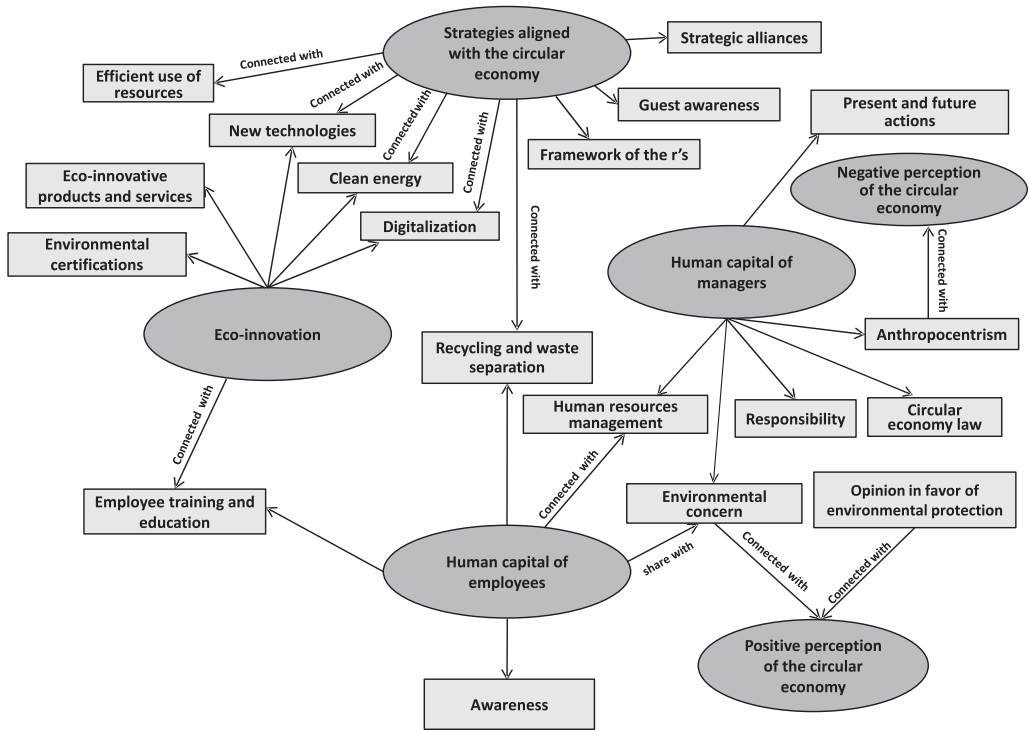 Strategies aligned
with the circular
economy
Strategic alliances
Connected with
Efficient use of
resources
Connected with
New technologies
Connected with
Clean energy
Connected with
Digitalization
Guest awareness
Framework of the r's
Present and future
actions
Eco-innovative
products and services
Negative perception
of the circular
economy
Environmental
certifications
Connected with
Connected with
Human capital of
managers
Eco-innovation
Anthropocentrism
Recycling and waste
separation
Human resources
management
Responsibility
Circular
economy law
Connected with
Connected with
Employee training and
education
Environmental
concern
Opinion in favor of
environmental protection
Human capital of
employees
share with
Connected with
Connected with
Positive perception
of the circular
economy
Awareness